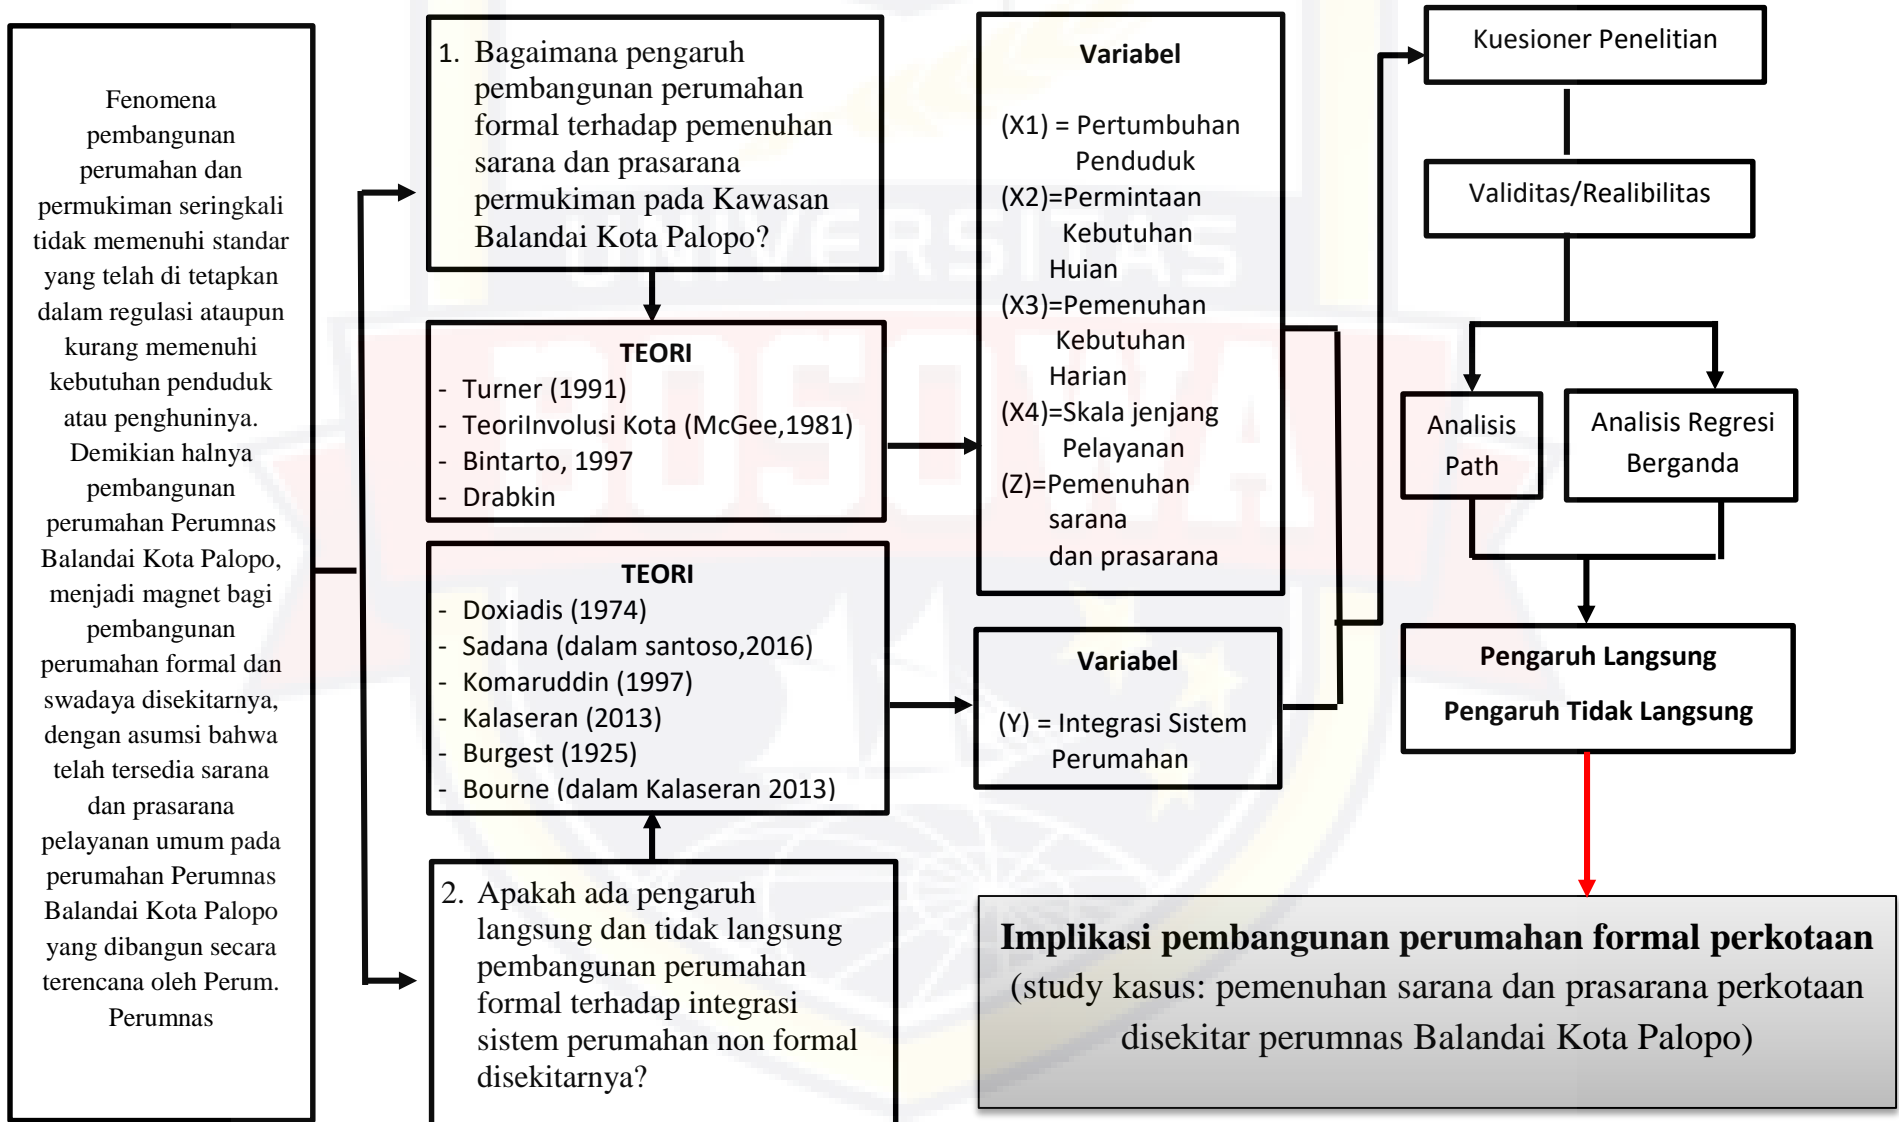 Fenomena
pembangunan
perumahan dan
permukiman seringkali
tidak memenuhi standar
yang telah di tetapkan
dalam regulasi ataupun
kurang memenuhi
kebutuhan penduduk
atau penghuninya.
Demikian halnya
pembangunan
perumahan Perumnas
Balandai Kota Palopo,
menjadi magnet bagi
pembangunan
perumahan formal dan
swadaya disekitarnya,
dengan asumsi bahwa
telah tersedia sarana
dan prasarana
pelayanan umum pada
perumahan Perumnas
Balandai Kota Palopo
yang dibangun secara
terencana oleh Perum.
Perumnas
1. Bagaimana pengaruh
pembangunan perumahan
formal terhadap pemenuhan
sarana dan prasarana
permukiman pada Kawasan
Balandai Kota Palopo?
TEORI
- Turner (1991)
- TeoriInvolusi Kota (McGee,1981)
- Bintarto, 1997
- Drabkin
TEORI
- Doxiadis (1974)
- Sadana (dalam santoso,2016)
- Komaruddin (1997)
- Kalaseran (2013)
- Burgest (1925)
- Bourne (dalam Kalaseran 2013)
2. Apakah ada pengaruh
langsung dan tidak langsung
pembangunan perumahan
formal terhadap integrasi
sistem perumahan non formal
disekitarnya?
Variabel
(X1) = Pertumbuhan
Penduduk
(X2)=Permintaan
Kebutuhan
Huian
(X3)=Pemenuhan
Kebutuhan
Harian
(X4)=Skala jenjang
Pelayanan
(Z)=Pemenuhan
sarana
dan prasarana
Variabel
(Y) = Integrasi Sistem
Perumahan
Kuesioner Penelitian
Validitas/Realibilitas
Analisis
Path
Analisis Regresi
Berganda
Pengaruh Langsung
Pengaruh Tidak Langsung
Implikasi pembangunan perumahan formal perkotaan
(study kasus: pemenuhan sarana dan prasarana perkotaan
disekitar perumnas Balandai Kota Palopo)
UNIVERSITAS
BOSOWA